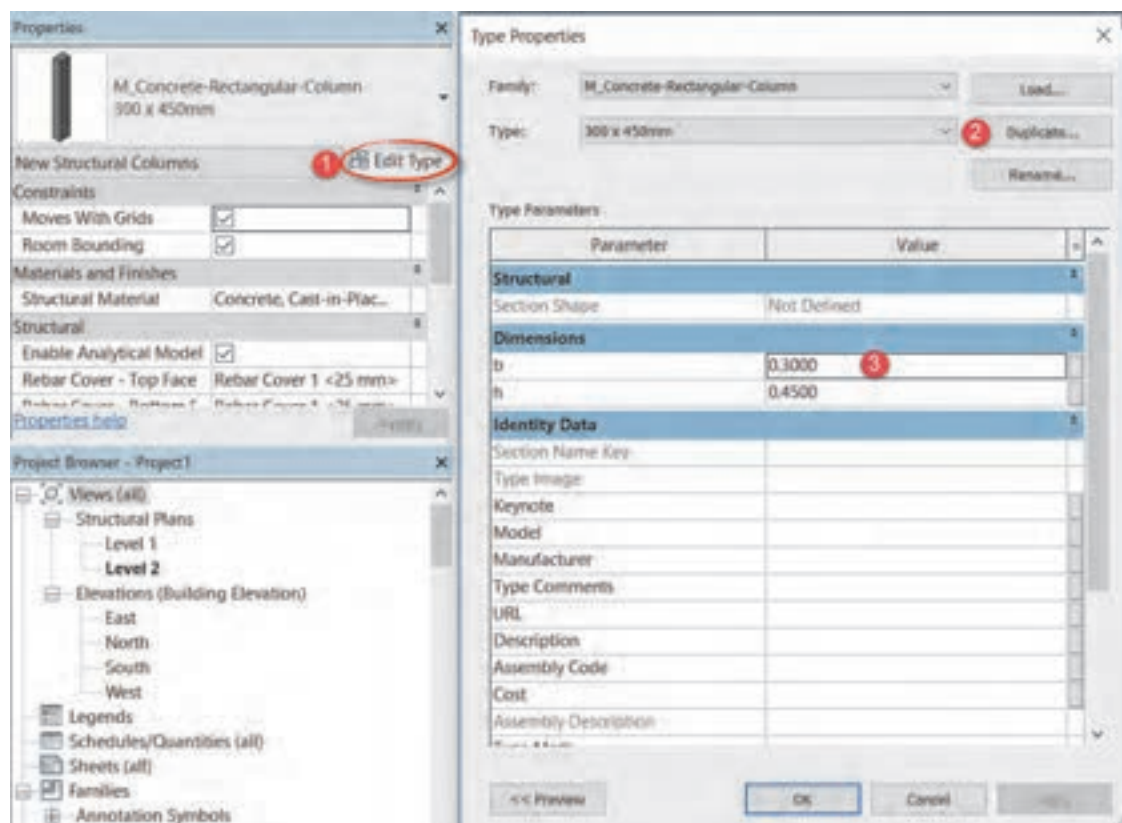 Properties
M_Concrete-Rectangular-Column
300 x 450mm
New Structural Columns
1
Edit Type
Constraints
Moves With Grids
Room Bounding
Materials and Finishes
Structural Material Concrete, Cast-in-Plac...
Structural
Enable Analytical Model
Rebar Cover - Top Face Rebar Cover 1 <25 mm>
Properties help
Project Browser - Project1
Views (all)
Structural Plans
Level 1
Level 2
Elevations (Building Elevation)
East
North
South
West
Legends
Schedules/Quantities (all)
Sheets (all)
Families
Annotation Symbols
Type Properties
Family: M_Concrete-Rectangular-Column Load...
Type: 300 x 450mm 2 Duplicate...
Rename...
Type Parameters
Parameter Value =
Structural
Section Shape Not Defined
Dimensions
b 0.3000 3
h 0.4500
Identity Data
Section Name Key
Type Image
Keynote
Model
Manufacturer
Type Comments
URL
Description
Assembly Code
Cost
Assembly Description
<< Preview OK Cancel